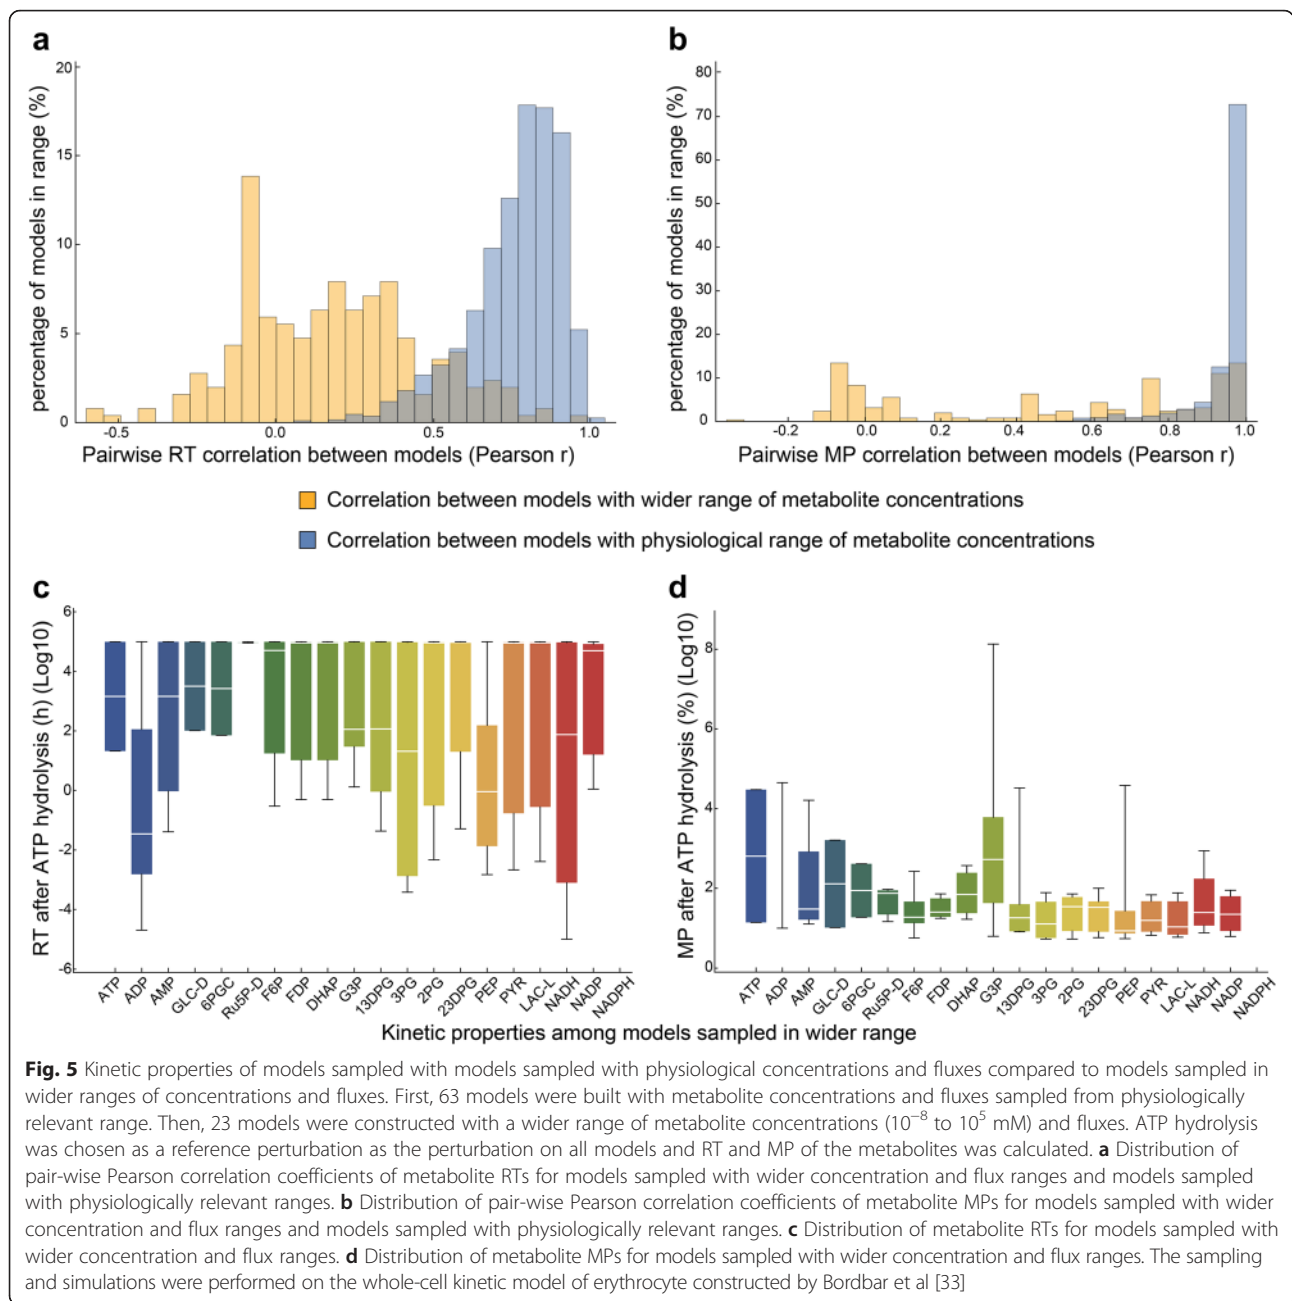 a
b
percentage of models in range (%)
20
15
10
5
0
-0.5
0.0
0.5
1.0
Pairwise RT correlation between models (Pearson r)
percentage of models in range (%)
80
70
60
50
40
30
20
10
0
-0.2
0.0
0.2
0.4
0.6
0.8
1.0
Pairwise MP correlation between models (Pearson r)
Correlation between models with wider range of metabolite concentrations
Correlation between models with physiological range of metabolite concentrations
c
d
RT after ATP hydrolysis (h) (Log10)
6
4
2
0
-2
-4
-6
ATP
ADP
AMP
GLC-D
6PGC
Ru5P-D
F6P
FDP
DHAP
G3P
13DPG
3PG
2PG
23DPG
PEP
PYR
LAC-L
NADH
NADP
NADPH
MP after ATP hydrolysis (%) (Log10)
8
6
4
2
0
ATP
ADP
AMP
GLC-D
6PGC
Ru5P-D
F6P
FDP
DHAP
G3P
13DPG
3PG
2PG
23DPG
PEP
PYR
LAC-L
NADH
NADP
NADPH
Kinetic properties among models sampled in wider range
Fig. 5 Kinetic properties of models sampled with models sampled with physiological concentrations and fluxes compared to models sampled in
wider ranges of concentrations and fluxes. First, 63 models were built with metabolite concentrations and fluxes sampled from physiologically
relevant range. Then, 23 models were constructed with a wider range of metabolite concentrations (10⁻⁸ to 10⁵ mM) and fluxes. ATP hydrolysis
was chosen as a reference perturbation as the perturbation on all models and RT and MP of the metabolites was calculated. a Distribution of
pair-wise Pearson correlation coefficients of metabolite RTs for models sampled with wider concentration and flux ranges and models sampled
with physiologically relevant ranges. b Distribution of pair-wise Pearson correlation coefficients of metabolite MPs for models sampled with wider
concentration and flux ranges and models sampled with physiologically relevant ranges. c Distribution of metabolite RTs for models sampled with
wider concentration and flux ranges. d Distribution of metabolite MPs for models sampled with wider concentration and flux ranges. The sampling
and simulations were performed on the whole-cell kinetic model of erythrocyte constructed by Bordbar et al [33]